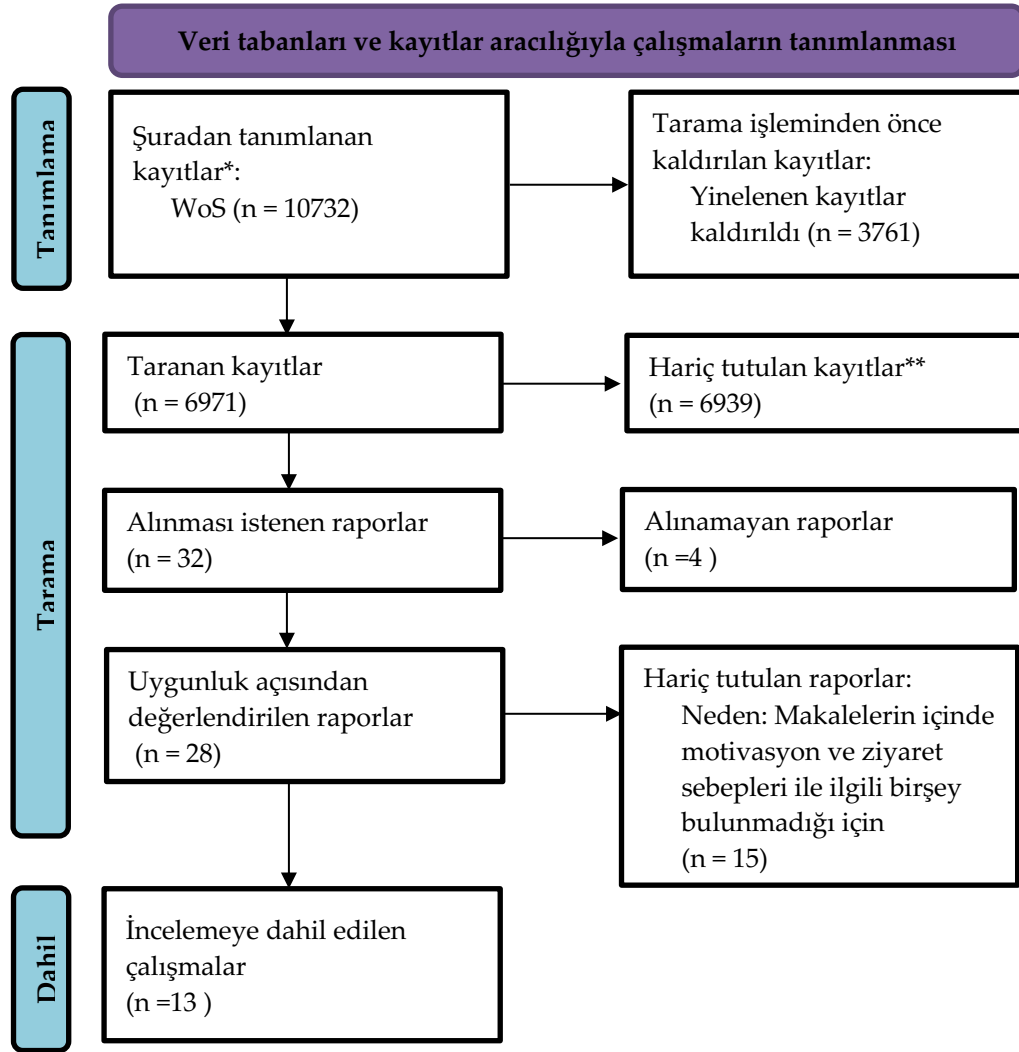 Veri tabanları ve kayıtlar aracılığıyla çalışmaların tanımlanması
Tanımlama
Şuradan tanımlanan
kayıtlar*:
WoS (n = 10732)
Tarama işleminden önce
kaldırılan kayıtlar:
Yinelenen kayıtlar
kaldırıldı (n = 3761)
Tarama
Taranan kayıtlar
(n = 6971)
Hariç tutulan kayıtlar**
(n = 6939)
Alınması istenen raporlar
(n = 32)
Alınamayan raporlar
(n =4 )
Uygunluk açısından
değerlendirilen raporlar
(n = 28)
Hariç tutulan raporlar:
Neden: Makalelerin içinde
motivasyon ve ziyaret
sebepleri ile ilgili birşey
bulunmadığı için
(n = 15)
Dahil
İncelemeye dahil edilen
çalışmalar
(n =13 )